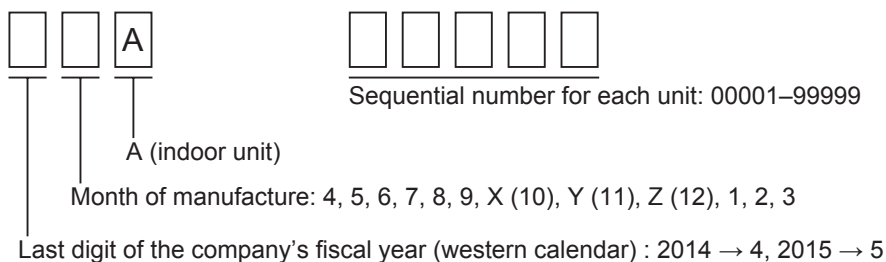 A
Sequential number for each unit: 00001–99999
A (indoor unit)
Month of manufacture: 4, 5, 6, 7, 8, 9, X (10), Y (11), Z (12), 1, 2, 3
Last digit of the company’s fiscal year (western calendar) : 2014 → 4, 2015 → 5